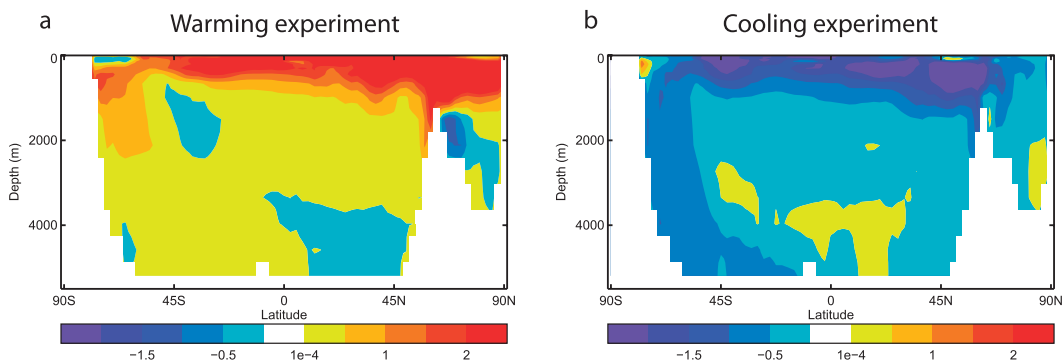 a Warming experiment
0
2000
4000
Depth (m)
90S 45S 0 45N 90N
Latitude
−1.5 −0.5 1e−4 1 2
b Cooling experiment
0
2000
4000
Depth (m)
90S 45S 0 45N 90N
Latitude
−1.5 −0.5 1e−4 1 2